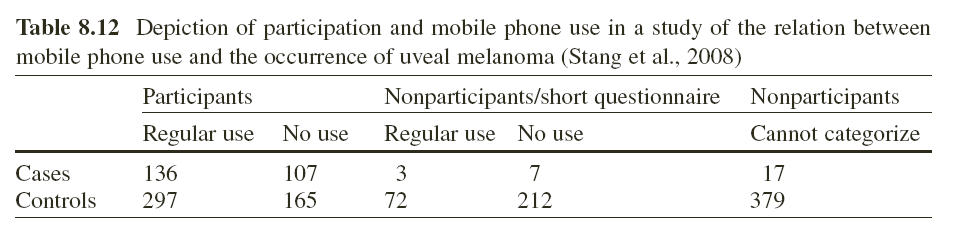 Table 8.12 Depiction of participation and mobile phone use in a study of the relation between
mobile phone use and the occurrence of uveal melanoma (Stang et al., 2008)
Participants Nonparticipants/short questionnaire Nonparticipants
Regular use No use Regular use No use Cannot categorize
Cases 136 107 3 7 17
Controls 297 165 72 212 379